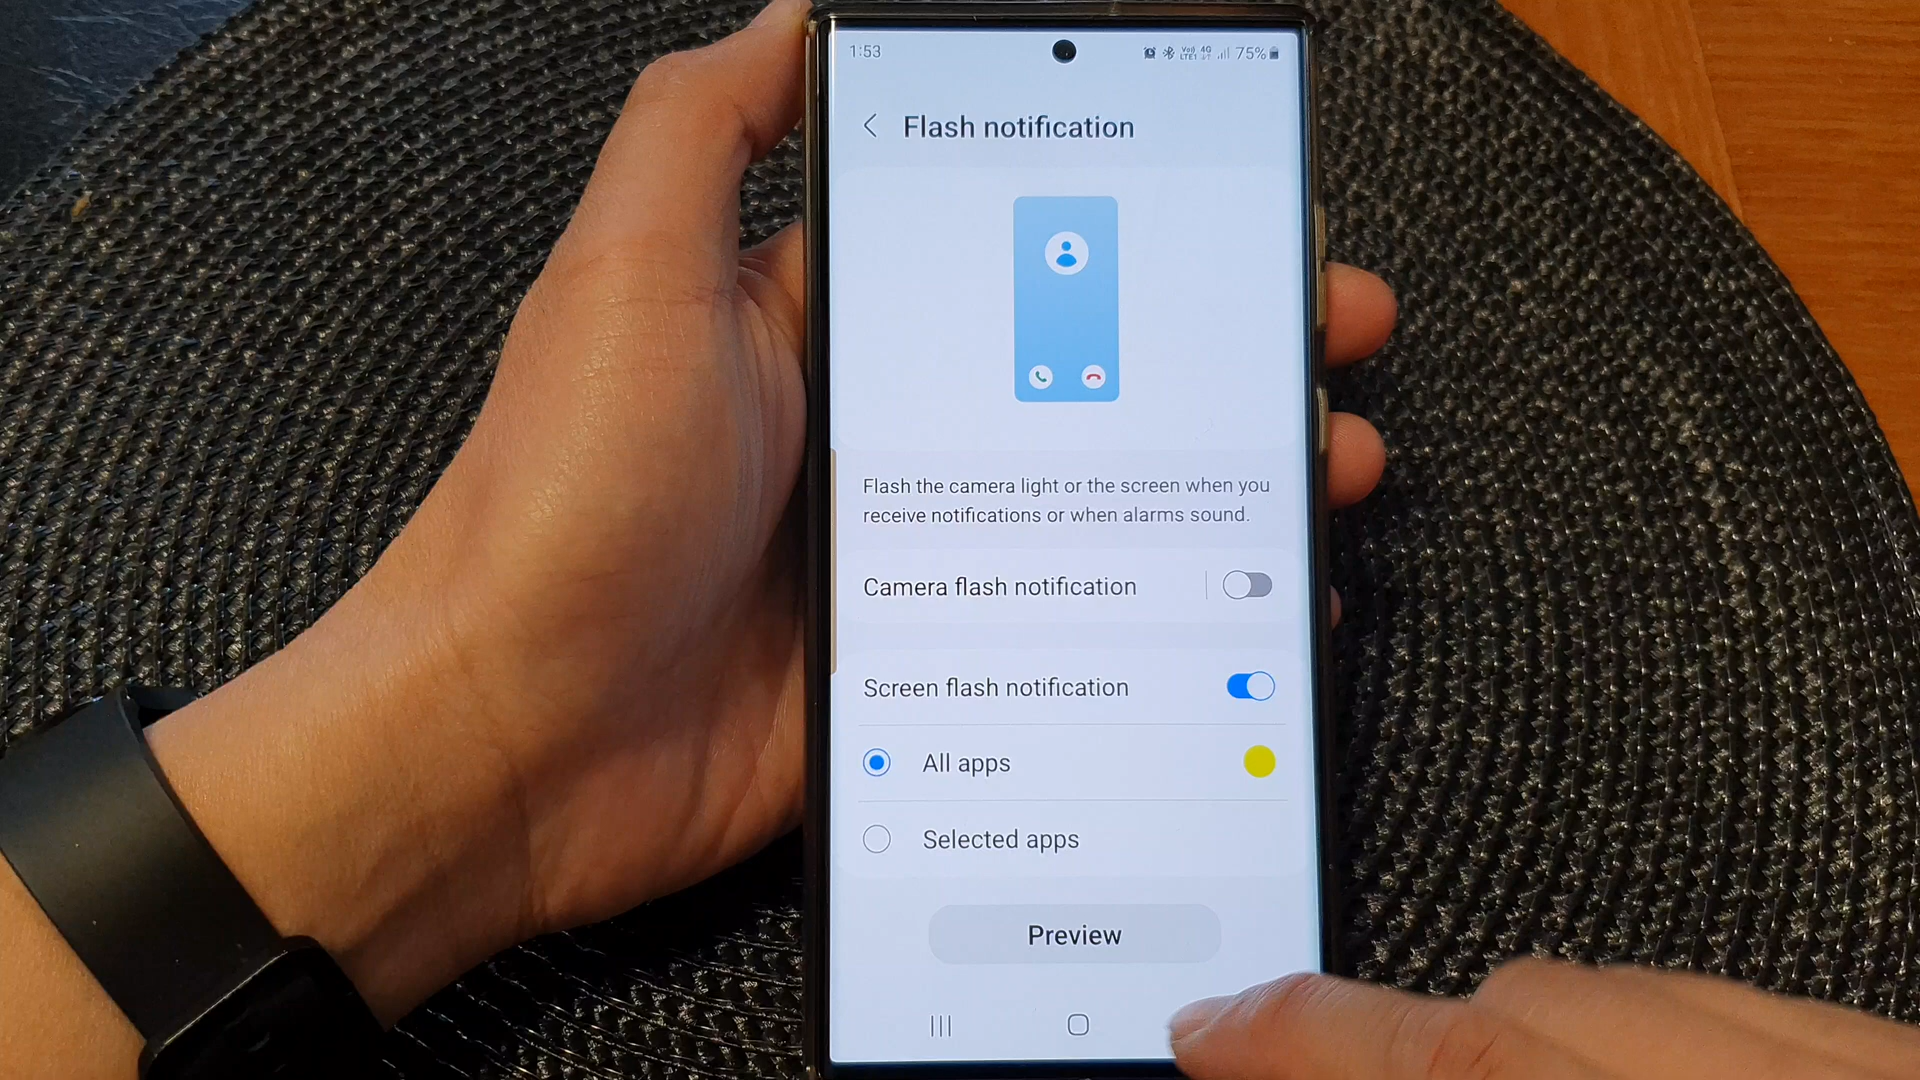 1:53
75%
Flash notification
Flash the camera light or the screen when you
receive notifications or when alarms sound.
Camera flash notification
Screen flash notification
All apps
Selected apps
Preview